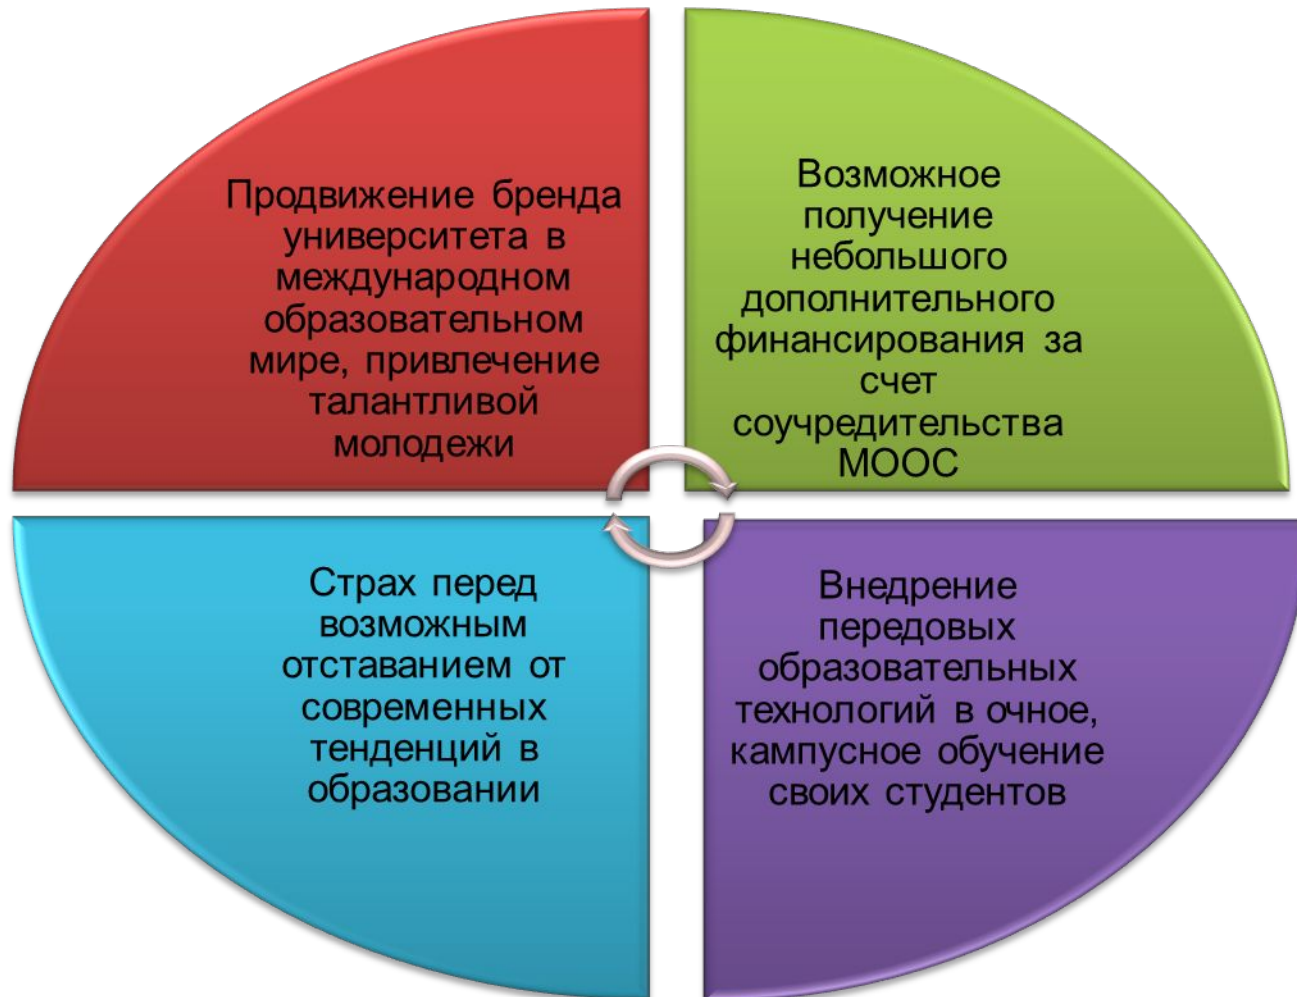 Продвижение бренда
университета в
международном
образовательном
мире, привлечение
талантливой
молодежи
Возможное
получение
небольшого
дополнительного
финансирования за
счет
соучредительства
МООС
Страх перед
возможным
отставанием от
современных
тенденций в
образовании
Внедрение
передовых
образовательных
технологий в очное,
кампусное обучение
своих студентов